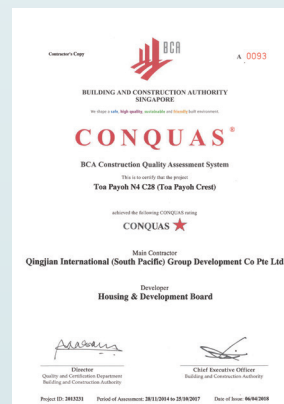 Contractor's Copy
BCA
A 0093
BUILDING AND CONSTRUCTION AUTHORITY
SINGAPORE
We shape a safe, high quality, sustainable and friendly built environment.
CONQUAS®
BCA Construction Quality Assessment System
This is to certify that the project
Toa Payoh N4 C28 (Toa Payoh Crest)
achieved the following CONQUAS rating
CONQUAS
Main Contractor
Qingjian International (South Pacific) Group Development Co Pte Ltd
Developer
Housing & Development Board
Director
Quality and Certification Department
Building and Construction Authority
Chief Executive Officer
Building and Construction Authority
Project ID: 2013231 Period of Assessment: 28/11/2014 to 25/10/2017 Date of Issue: 06/04/2018